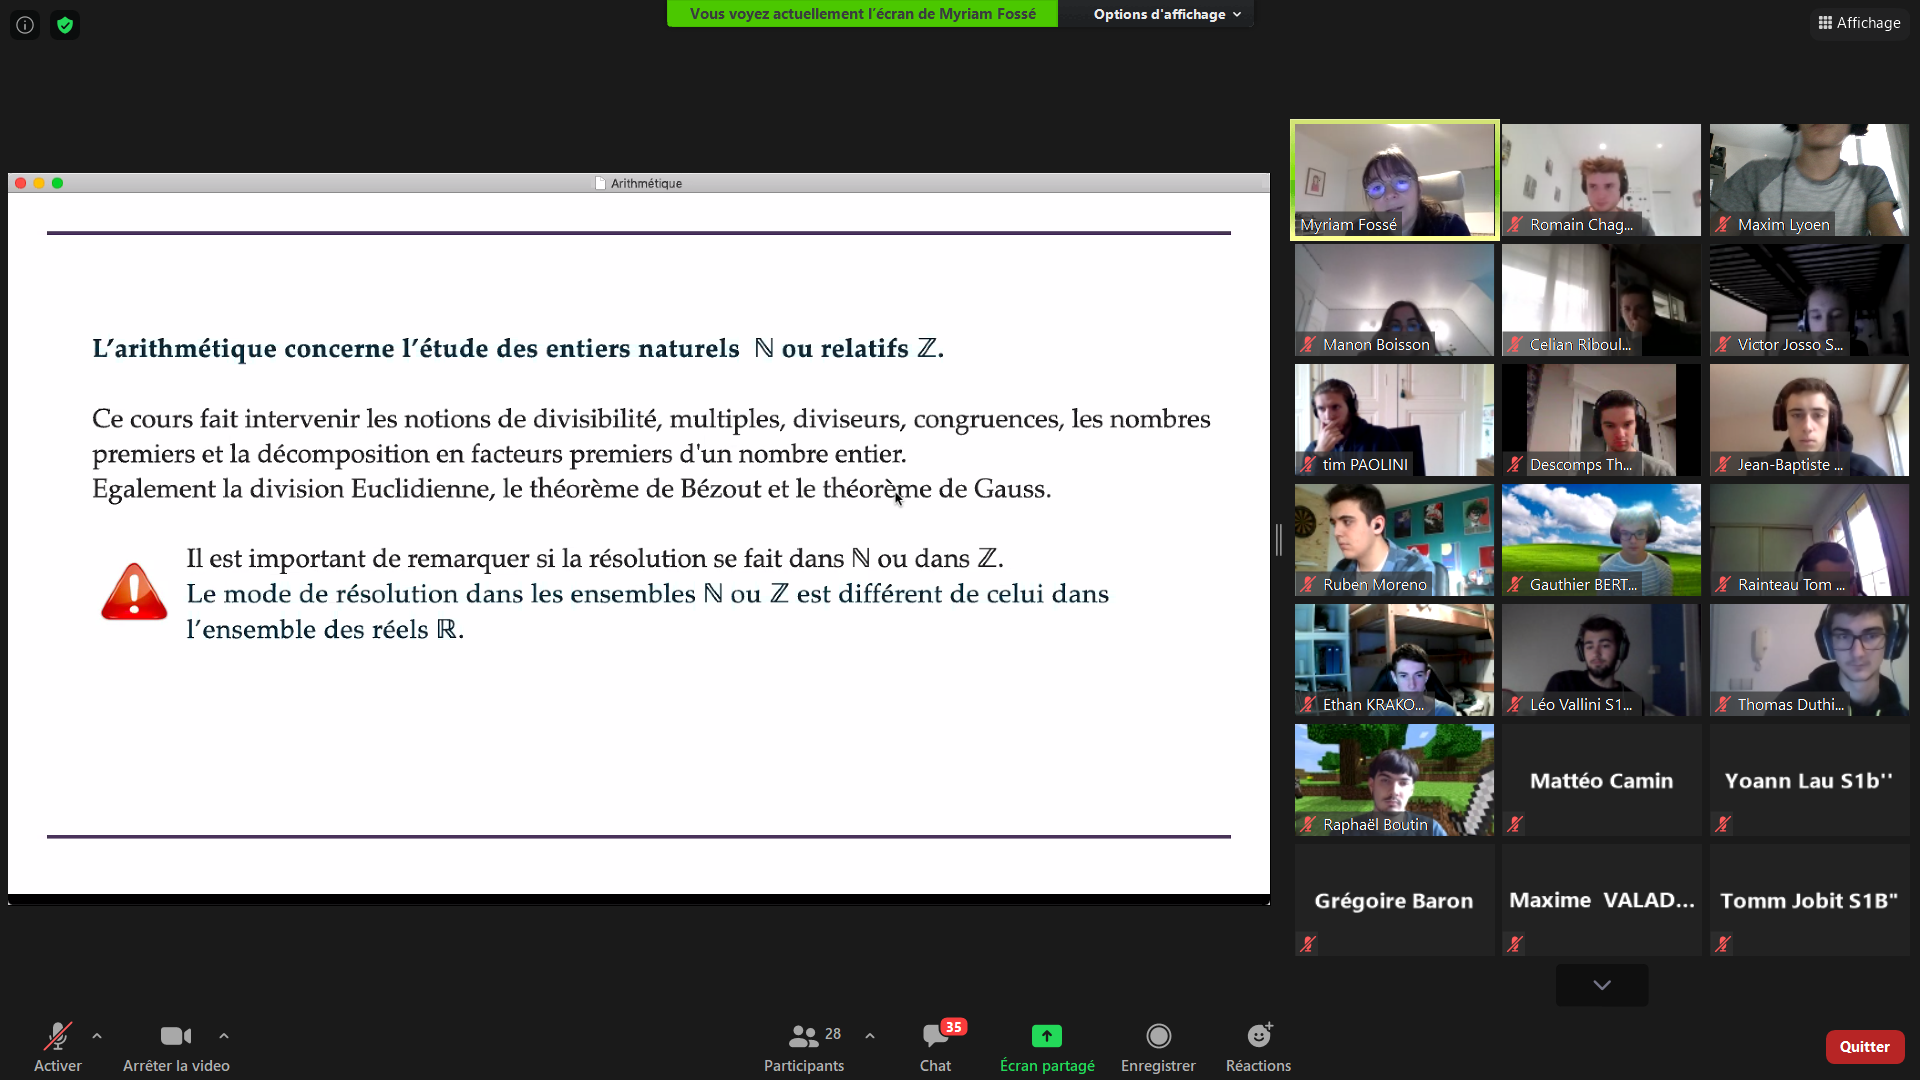 Vous voyez actuellement l'écran de Myriam Fossé
Options d'affichage
Affichage
Arithmétique
L'arithmétique concerne l'étude des entiers naturels ℕ ou relatifs ℤ.
Ce cours fait intervenir les notions de divisibilité, multiples, diviseurs, congruences, les nombres
premiers et la décomposition en facteurs premiers d'un nombre entier.
Egalement la division Euclidienne, le théorème de Bézout et le théorème de Gauss.
Il est important de remarquer si la résolution se fait dans ℕ ou dans ℤ.
Le mode de résolution dans les ensembles ℕ ou ℤ est différent de celui dans
l'ensemble des réels ℝ.
Myriam Fossé
Romain Chag...
Maxim Lyoen
Manon Boisson
Celian Riboul...
Victor Josso S...
tim PAOLINI
Descomps Th...
Jean-Baptiste ...
Ruben Moreno
Gauthier BERT...
Rainteau Tom ...
Ethan KRAKO...
Léo Vallini S1...
Thomas Duthi...
Raphaël Boutin
Mattéo Camin
Yoann Lau S1b''
Grégoire Baron
Maxime VALAD...
Tomm Jobit S1B"
Activer
Arrêter la video
28
Participants
35
Chat
Écran partagé
Enregistrer
Réactions
Quitter